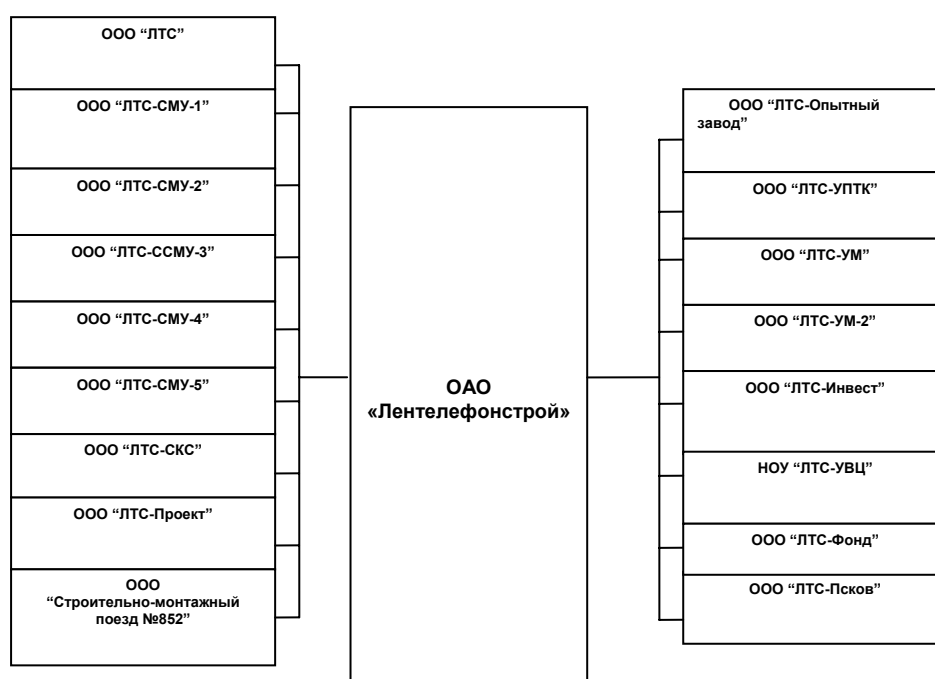 ООО “ЛТС”
ООО “ЛТС-СМУ-1”
ООО “ЛТС-СМУ-2”
ООО “ЛТС-ССМУ-3”
ООО “ЛТС-СМУ-4”
ООО “ЛТС-СМУ-5”
ООО “ЛТС-СКС”
ООО “ЛТС-Проект”
ООО
“Строительно-монтажный
поезд №852”
ОАО
«Лентелефонстрой»
ООО “ЛТС-Опытный
завод”
ООО “ЛТС-УПТК”
ООО “ЛТС-УМ”
ООО “ЛТС-УМ-2”
ООО “ЛТС-Инвест”
НОУ “ЛТС-УВЦ”
ООО “ЛТС-Фонд”
ООО “ЛТС-Псков”